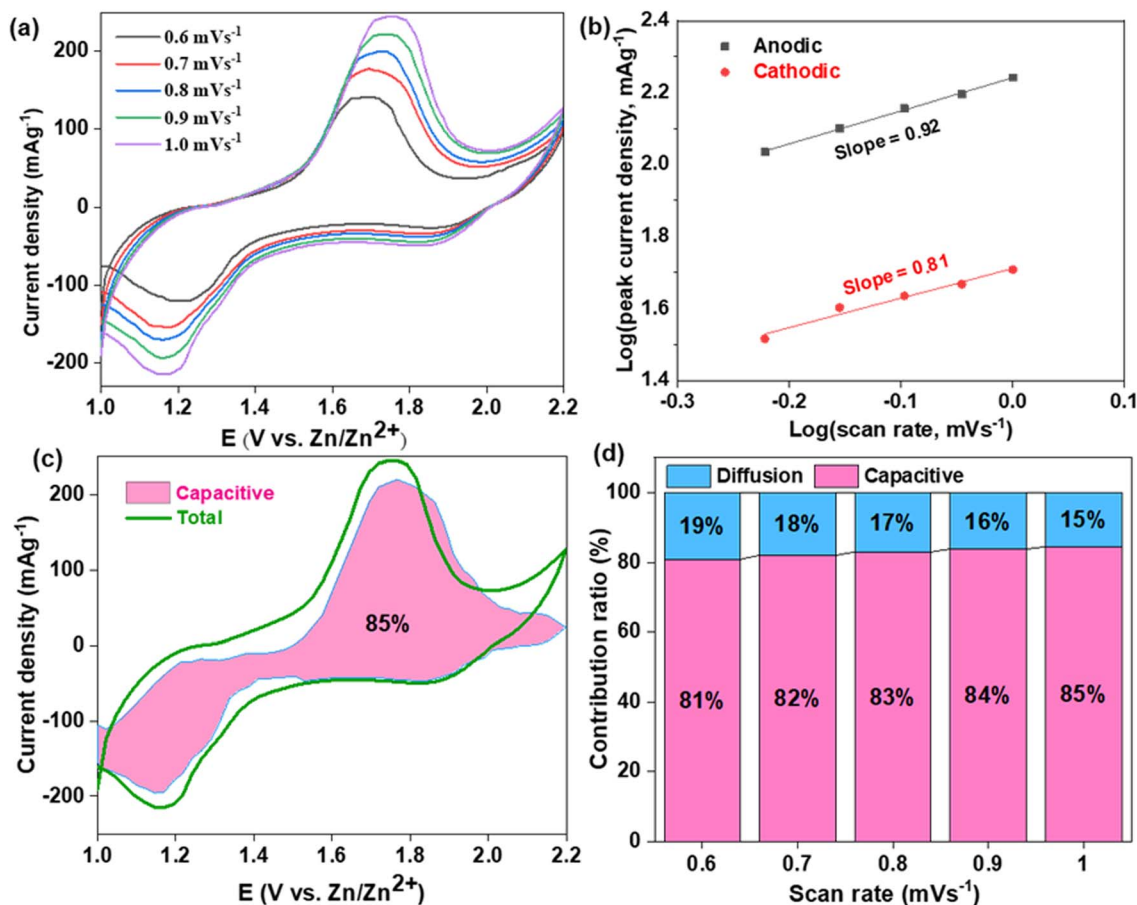 (a)
0.6 mVs⁻¹
0.7 mVs⁻¹
0.8 mVs⁻¹
0.9 mVs⁻¹
1.0 mVs⁻¹
200
100
0
-100
-200
Current density (mAg⁻¹)
1.0 1.2 1.4 1.6 1.8 2.0 2.2
E (V vs. Zn/Zn²⁺)
(b)
Anodic
Cathodic
Slope = 0.92
Slope = 0.81
2.4
2.2
2.0
1.8
1.6
1.4
Log(peak current density, mAg⁻¹)
-0.3 -0.2 -0.1 0.0 0.1
Log(scan rate, mVs⁻¹)
(c)
Capacitive
Total
85%
200
100
0
-100
-200
Current density (mAg⁻¹)
1.0 1.2 1.4 1.6 1.8 2.0 2.2
E (V vs. Zn/Zn²⁺)
(d)
Diffusion Capacitive
100
80
60
40
20
0
Contribution ratio (%)
19% 18% 17% 16% 15%
81% 82% 83% 84% 85%
0.6 0.7 0.8 0.9 1
Scan rate (mVs⁻¹)